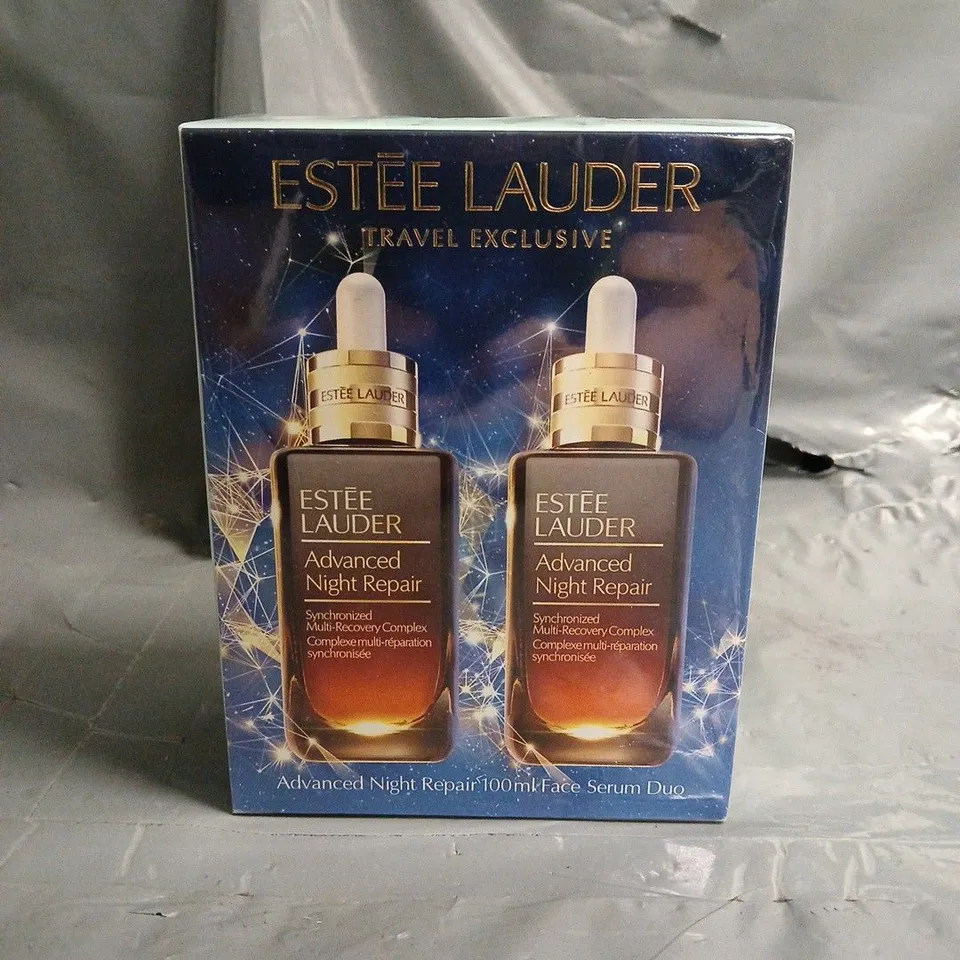 ESTĒE LAUDER
TRAVEL EXCLUSIVE
ESTĒE LAUDER
ESTĒE
LAUDER
Advanced
Night Repair
Synchronized
Multi-Recovery Complex
Complexe multi-réparation
synchronisée
ESTĒE LAUDER
ESTĒE
LAUDER
Advanced
Night Repair
Synchronized
Multi-Recovery Complex
Complexe multi-réparation
synchronisée
Advanced Night Repair 100ml Face Serum Duo